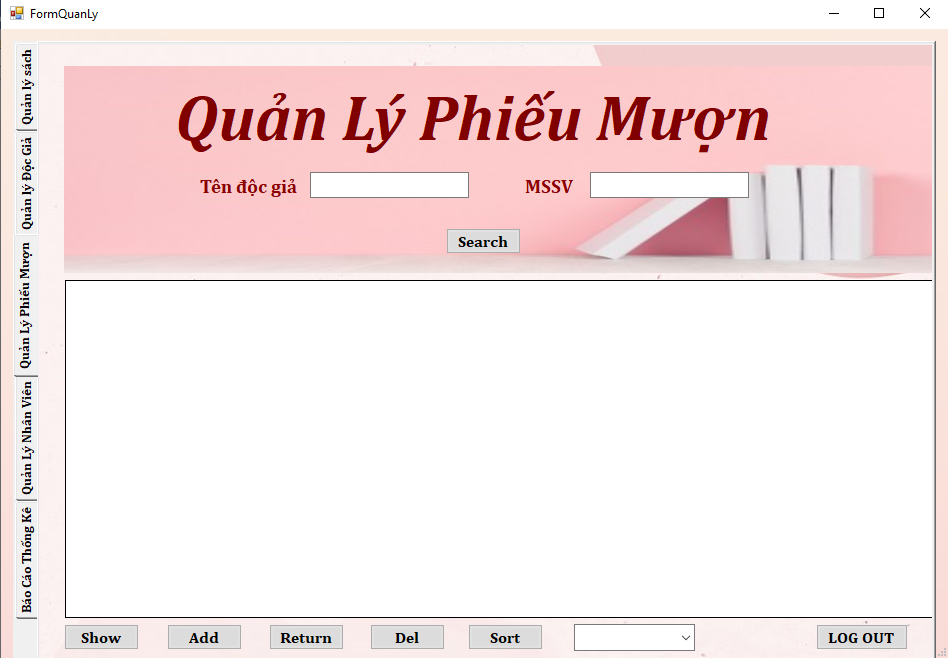 FormQuanLy
Quản lý sách
Quản lý Độc Giả
Quản Lý Phiếu Mượn
Quản Lý Nhân Viên
Báo Cáo Thống Kê
Quản Lý Phiếu Mượn
Tên độc giả MSSV
Search
Show Add Return Del Sort LOG OUT